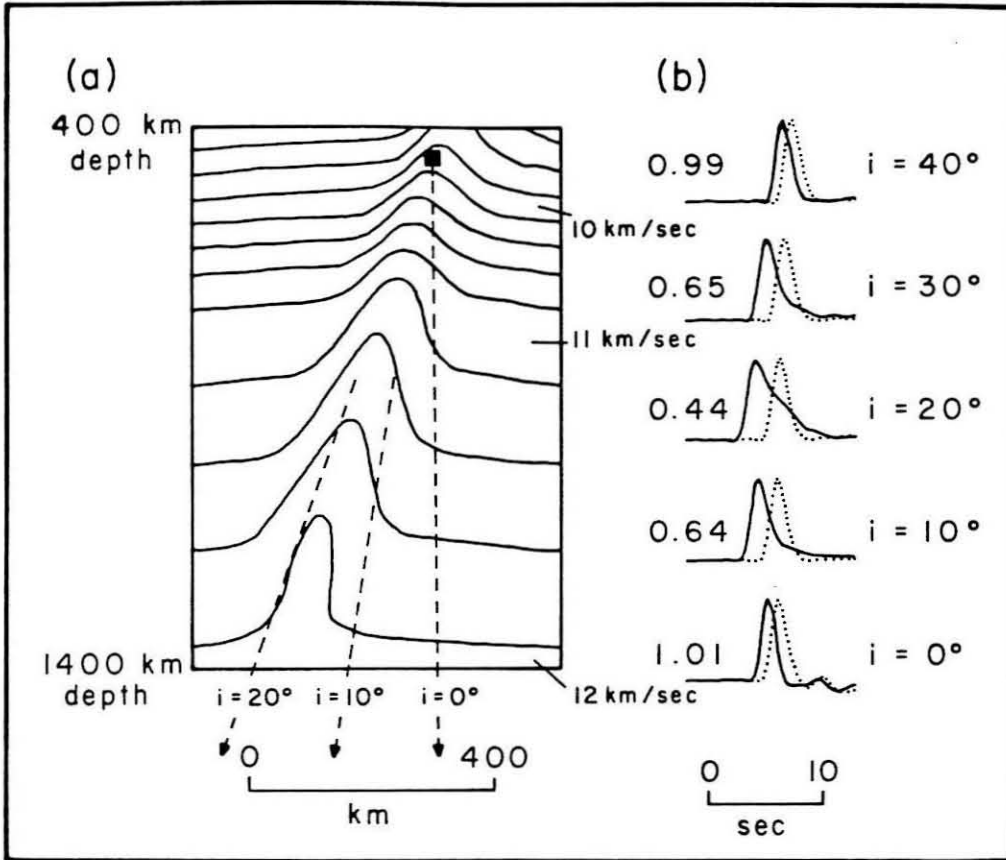 (a)
400 km
depth
10 km/sec
11 km/sec
1400 km
depth
12 km/sec
i = 20° i = 10° i = 0°
0 400
km
(b)
0.99 i = 40°
0.65 i = 30°
0.44 i = 20°
0.64 i = 10°
1.01 i = 0°
0 10
sec